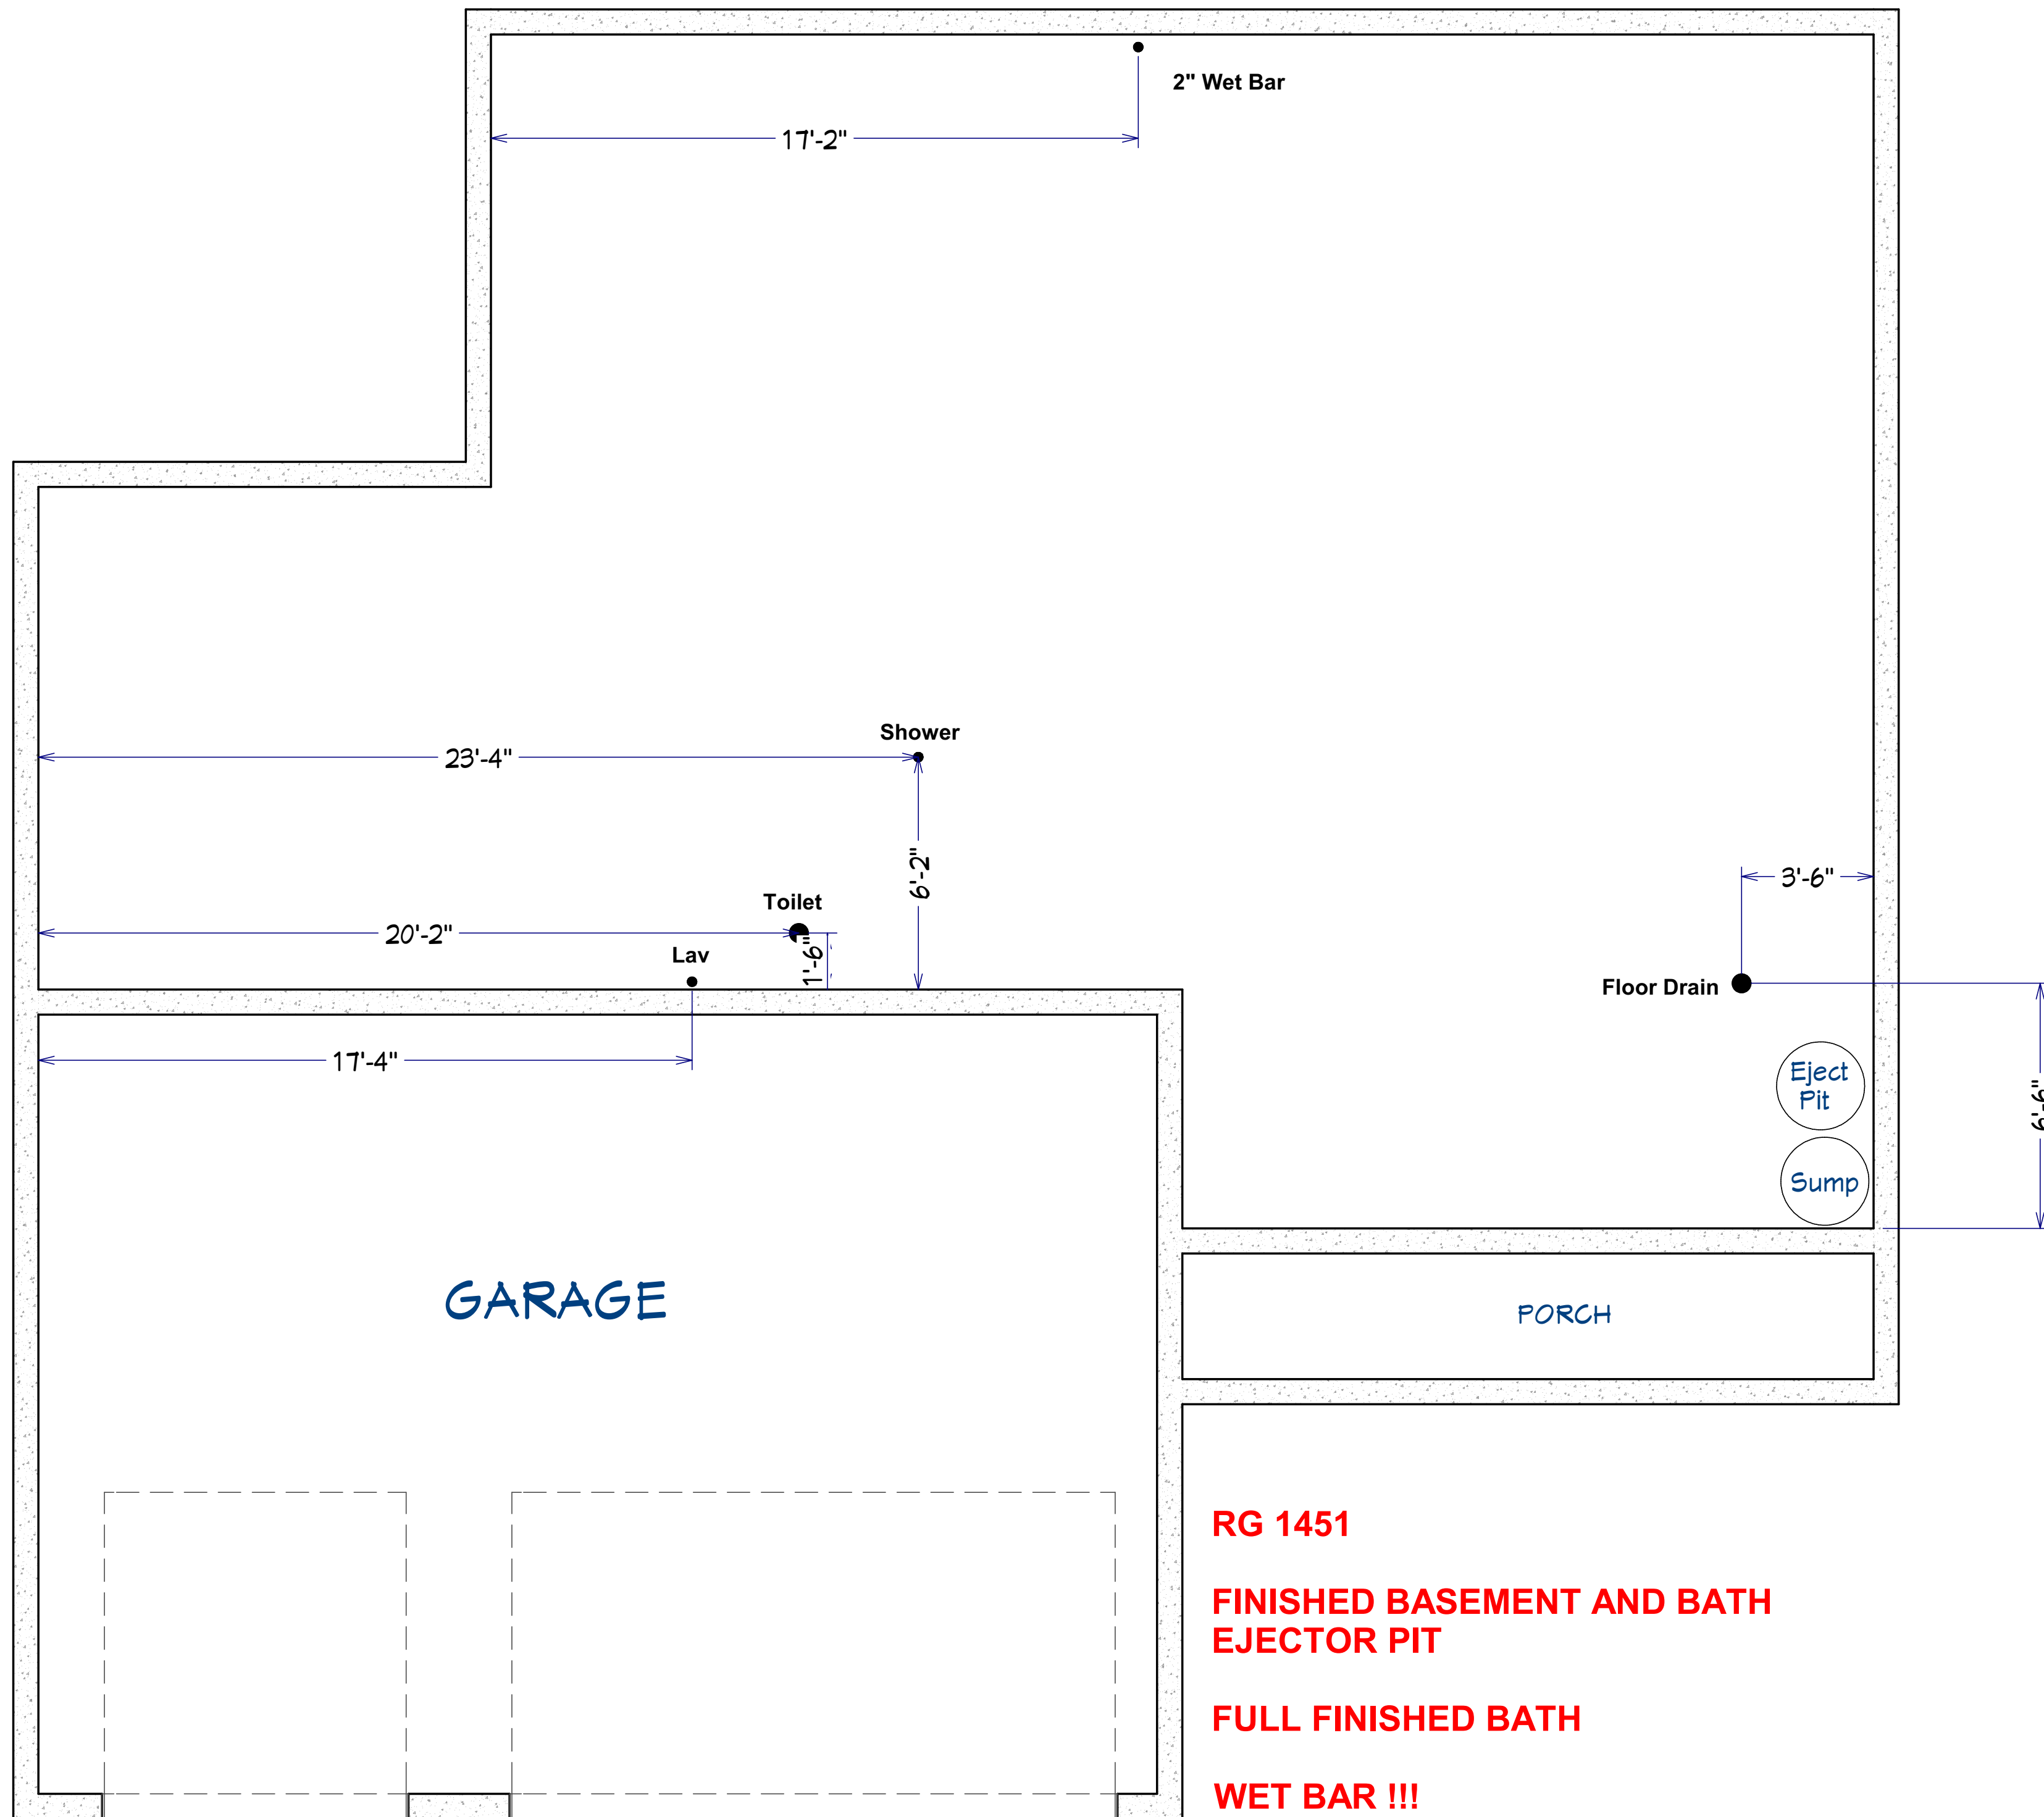 2" Wet Bar
17'-2"
Shower
23'-4"
6'-2"
3'-6"
Toilet
20'-2"
1'-6"
Lav
Floor Drain
17'-4"
Eject
Pit
6'-6"
Sump
GARAGE
PORCH
RG 1451
FINISHED BASEMENT AND BATH
EJECTOR PIT
FULL FINISHED BATH
WET BAR !!!